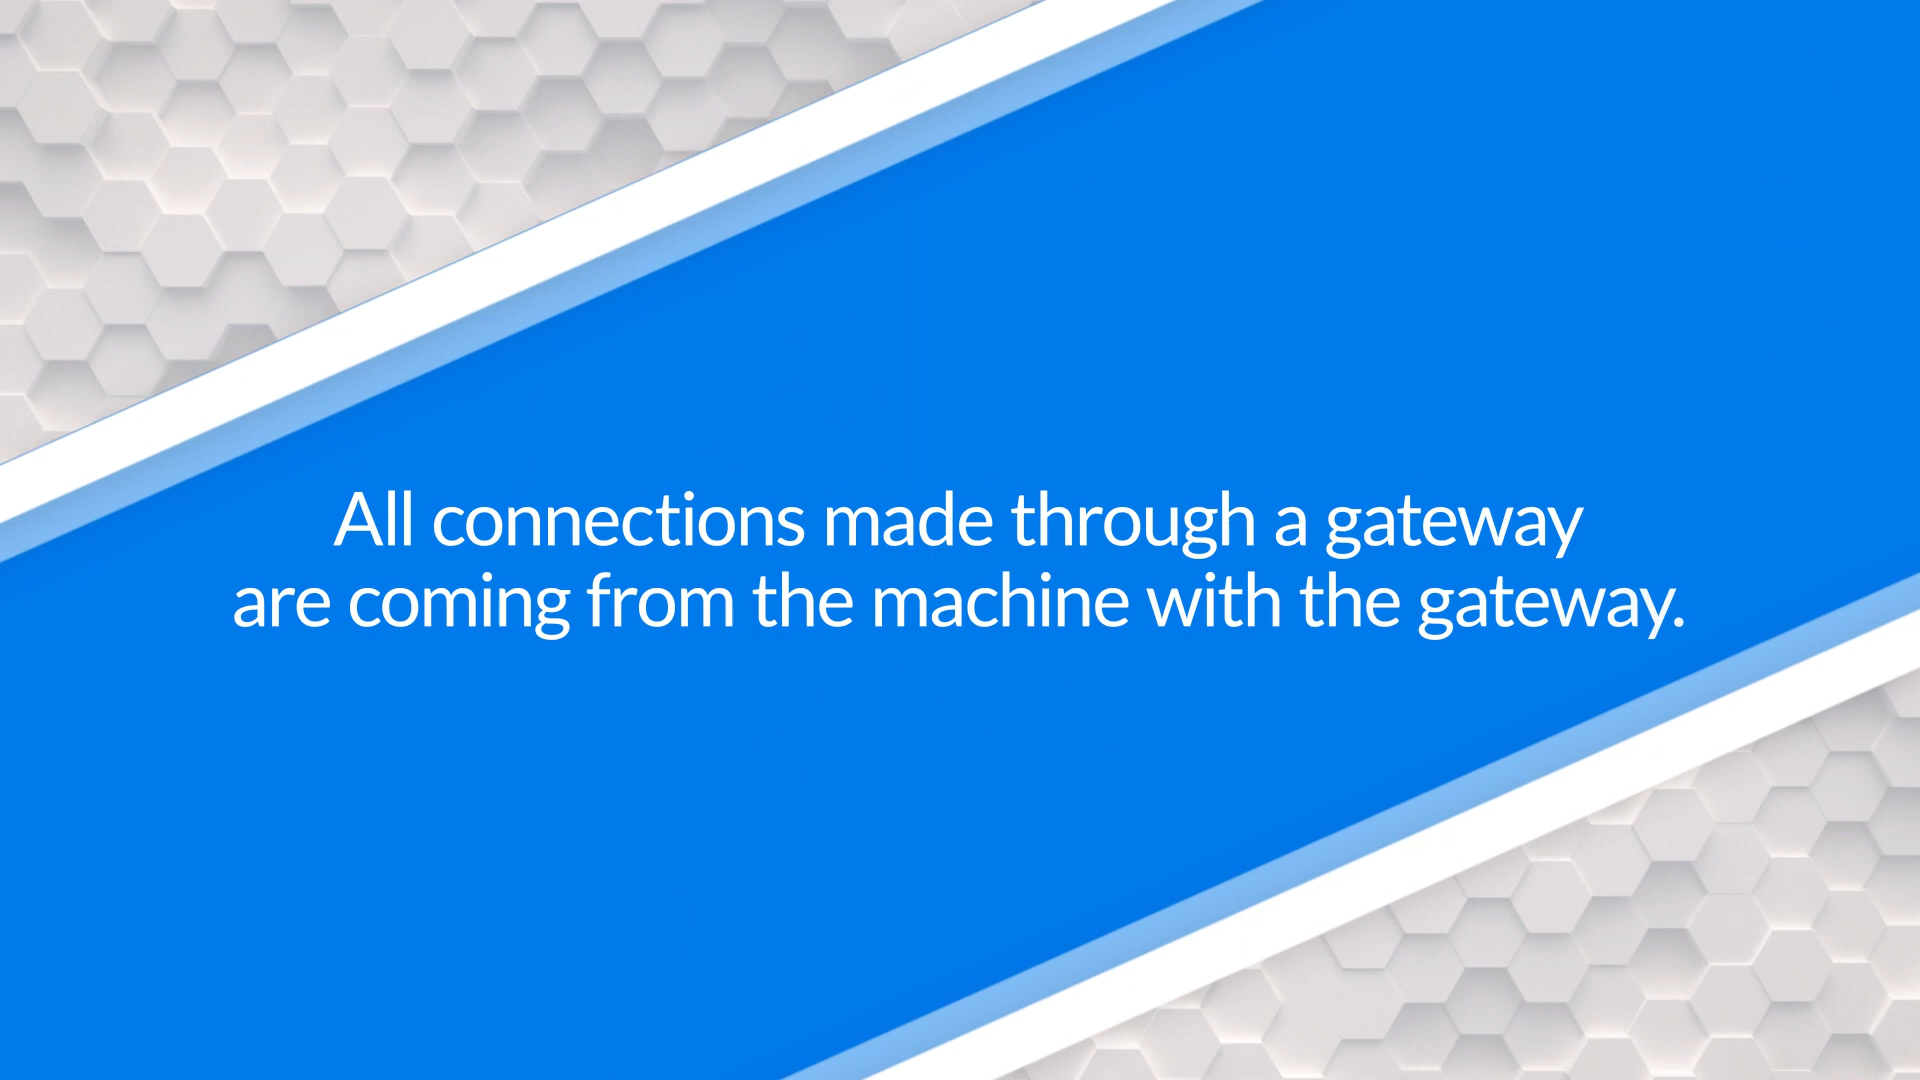 All connections made through a gateway
are coming from the machine with the gateway.